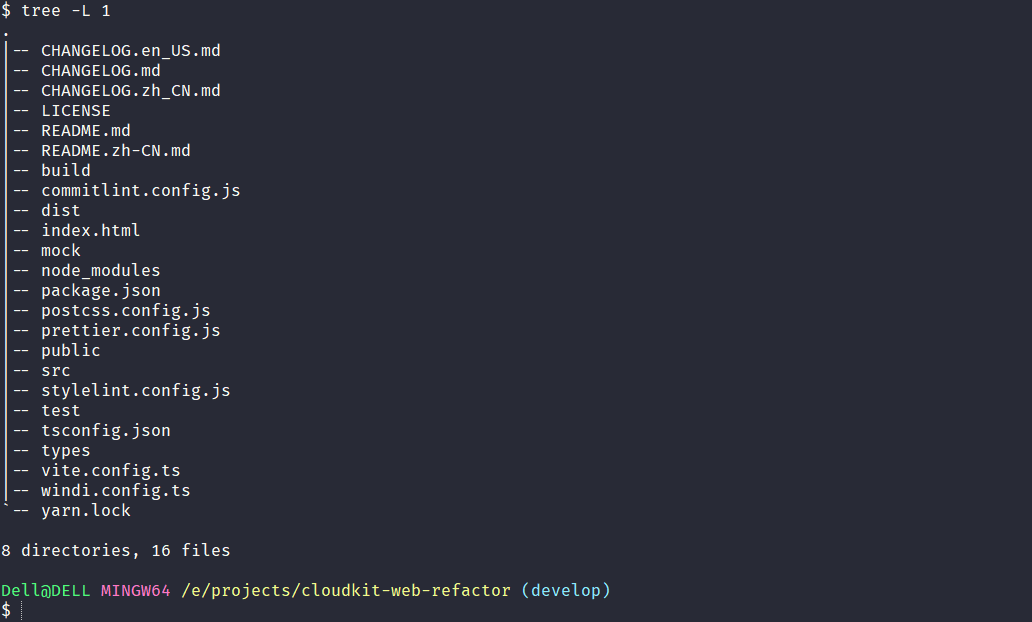 $ tree -L 1
.
|-- CHANGELOG.en_US.md
|-- CHANGELOG.md
|-- CHANGELOG.zh_CN.md
|-- LICENSE
|-- README.md
|-- README.zh-CN.md
|-- build
|-- commitlint.config.js
|-- dist
|-- index.html
|-- mock
|-- node_modules
|-- package.json
|-- postcss.config.js
|-- prettier.config.js
|-- public
|-- src
|-- stylelint.config.js
|-- test
|-- tsconfig.json
|-- types
|-- vite.config.ts
|-- windi.config.ts
`-- yarn.lock
8 directories, 16 files
Dell@DELL MINGW64 /e/projects/cloudkit-web-refactor (develop)
$